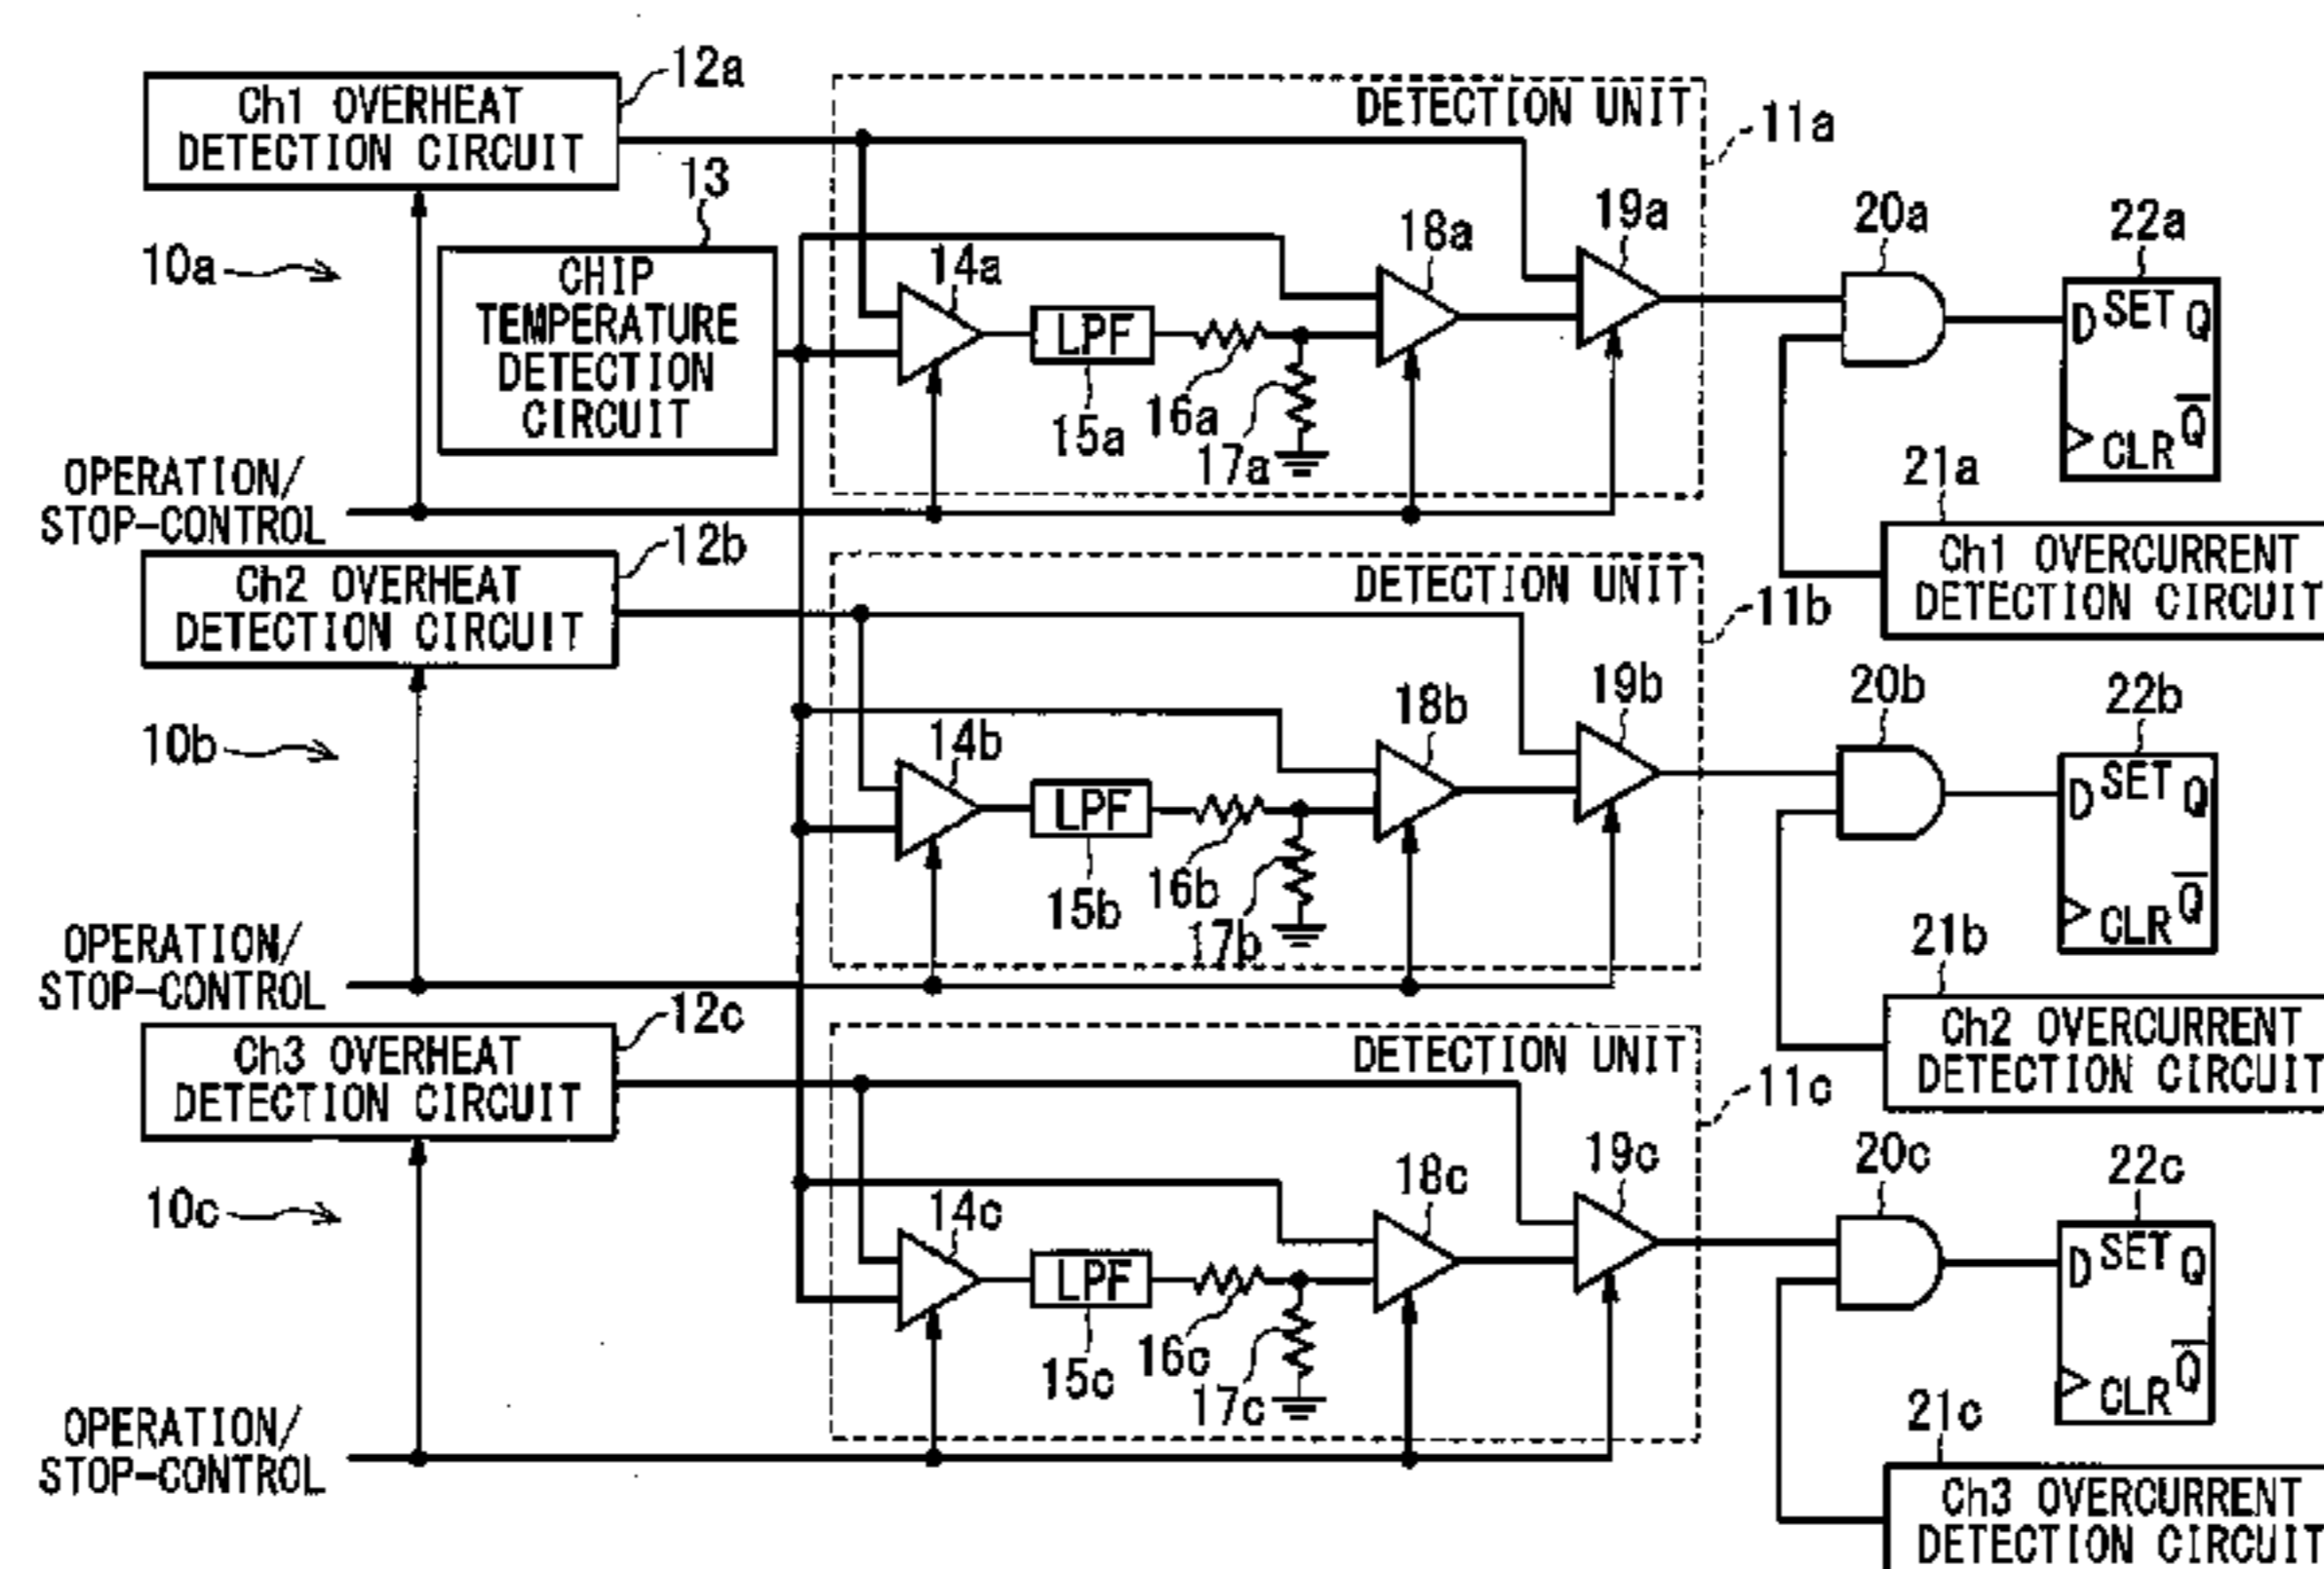 12a
Ch1 OVERHEAT
DETECTION CIRCUIT
DETECTION UNIT
11a
13
10a
CHIP
TEMPERATURE
DETECTION
CIRCUIT
14a
LPF
15a
16a
17a
18a
19a
20a
22a
D SET Q
Q
CLR
21a
Ch1 OVERCURRENT
DETECTION CIRCUIT
OPERATION/
STOP-CONTROL
12b
Ch2 OVERHEAT
DETECTION CIRCUIT
DETECTION UNIT
11b
10b
14b
LPF
15b
16b
17b
18b
19b
20b
22b
D SET Q
Q
CLR
21b
Ch2 OVERCURRENT
DETECTION CIRCUIT
OPERATION/
STOP-CONTROL
12c
Ch3 OVERHEAT
DETECTION CIRCUIT
DETECTION UNIT
11c
10c
14c
LPF
15c
16c
17c
18c
19c
20c
22c
D SET Q
Q
CLR
21c
Ch3 OVERCURRENT
DETECTION CIRCUIT
OPERATION/
STOP-CONTROL